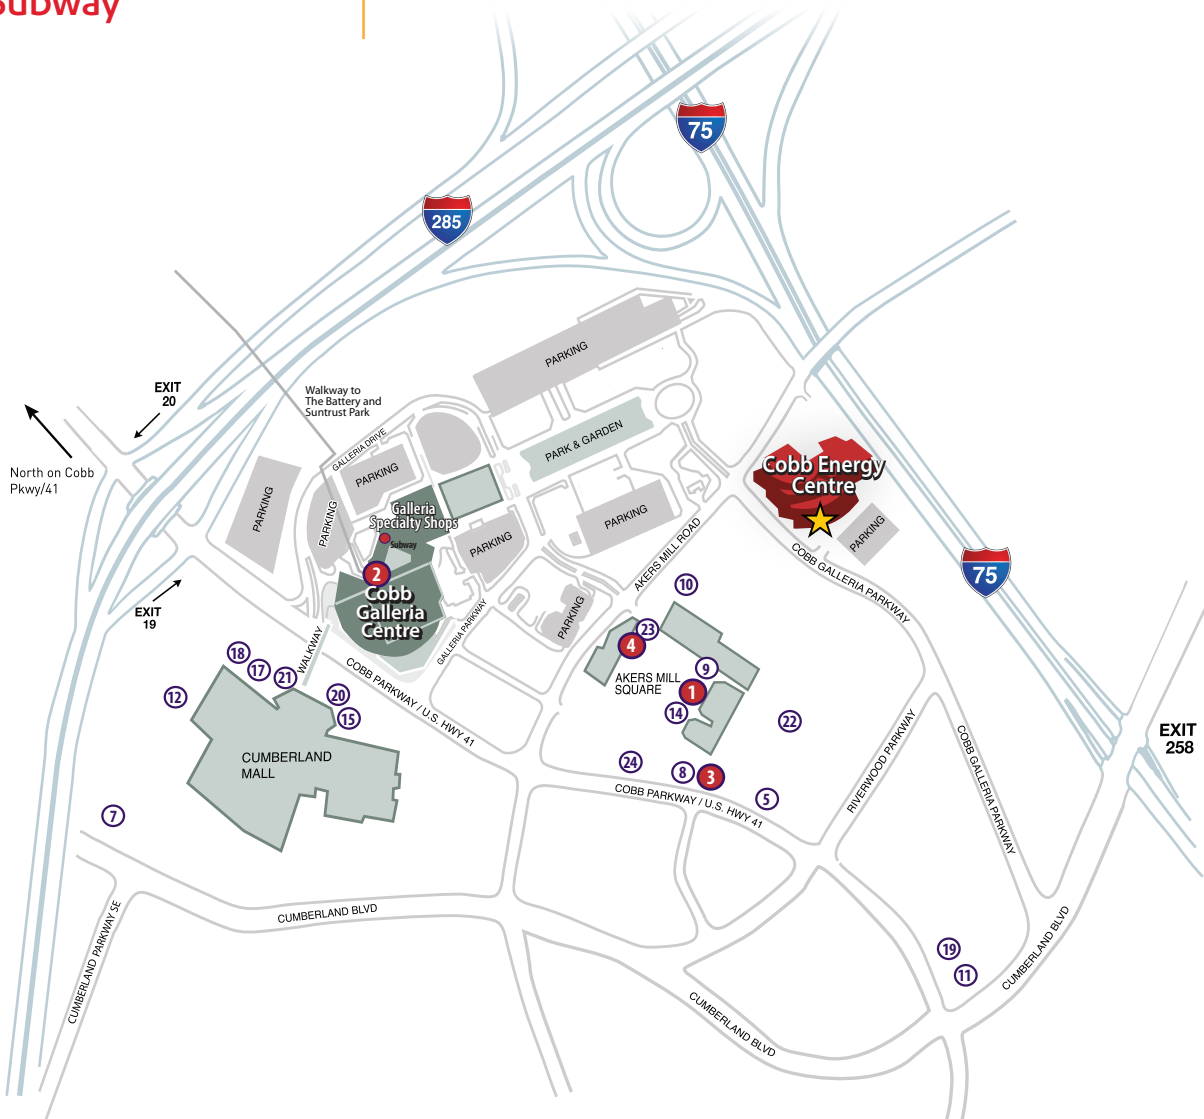 Subway
75
285
EXIT
20
North on Cobb
Pkwy/41
Walkway to
The Battery and
Suntrust Park
GALLERIA DRIVE
PARKING
PARKING
PARKING
PARKING
PARK & GARDEN
PARKING
PARKING
PARKING
PARKING
Galleria
Specialty Shops
Subway
2
Cobb
Galleria
Centre
Cobb Energy
Centre
AKERS MILL ROAD
COBB GALLERIA PARKWAY
75
EXIT
19
WALKWAY
GALLERIA PARKWAY
COBB PARKWAY / U.S. HWY 41
10
23
4
9
AKERS MILL
SQUARE
1
14
22
18
17
21
12
20
15
CUMBERLAND
MALL
7
24
8
3
5
COBB PARKWAY / U.S. HWY 41
RIVERWOOD PARKWAY
COBB GALLERIA PARKWAY
EXIT
258
CUMBERLAND BLVD
CUMBERLAND PARKWAY SE
19
11
CUMBERLAND BLVD
CUMBERLAND BLVD